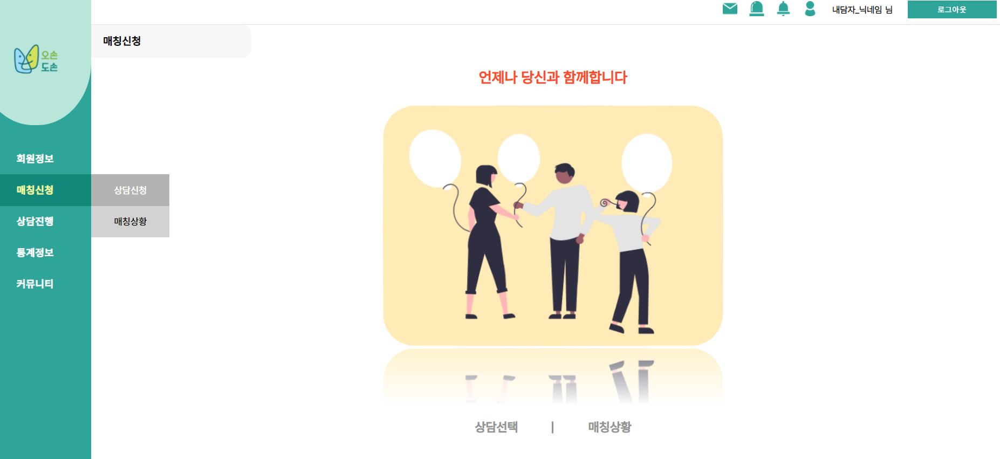 내담자_닉네임 님
로그아웃
오손
도손
매칭신청
언제나 당신과 함께합니다
회원정보
매칭신청
상담신청
상담진행
매칭상황
통계정보
커뮤니티
상담선택 | 매칭상황